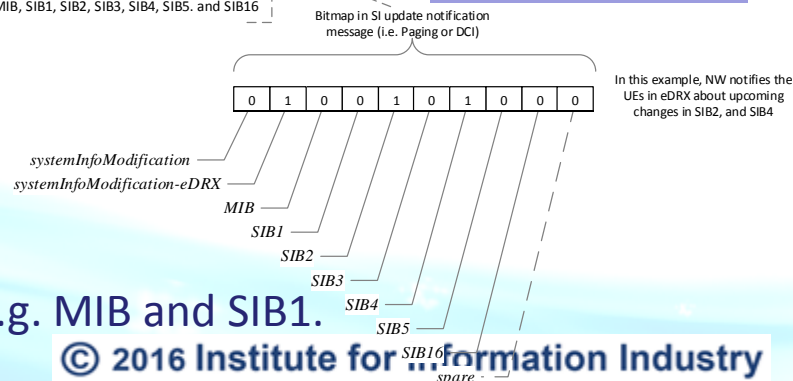 MIB, SIB1, SIB2, SIB3, SIB4, SIB5. and SIB16
Bitmap in SI update notification
message (i.e. Paging or DCI)
0 1 0 0 1 0 1 0 0 0
In this example, NW notifies the
UEs in eDRX about upcoming
changes in SIB2, and SIB4
systemInfoModification
systemInfoModification-eDRX
MIB
SIB1
SIB2
SIB3
SIB4
SIB5
SIB16
spare
.g. MIB and SIB1.
© 2016 Institute for Information Industry